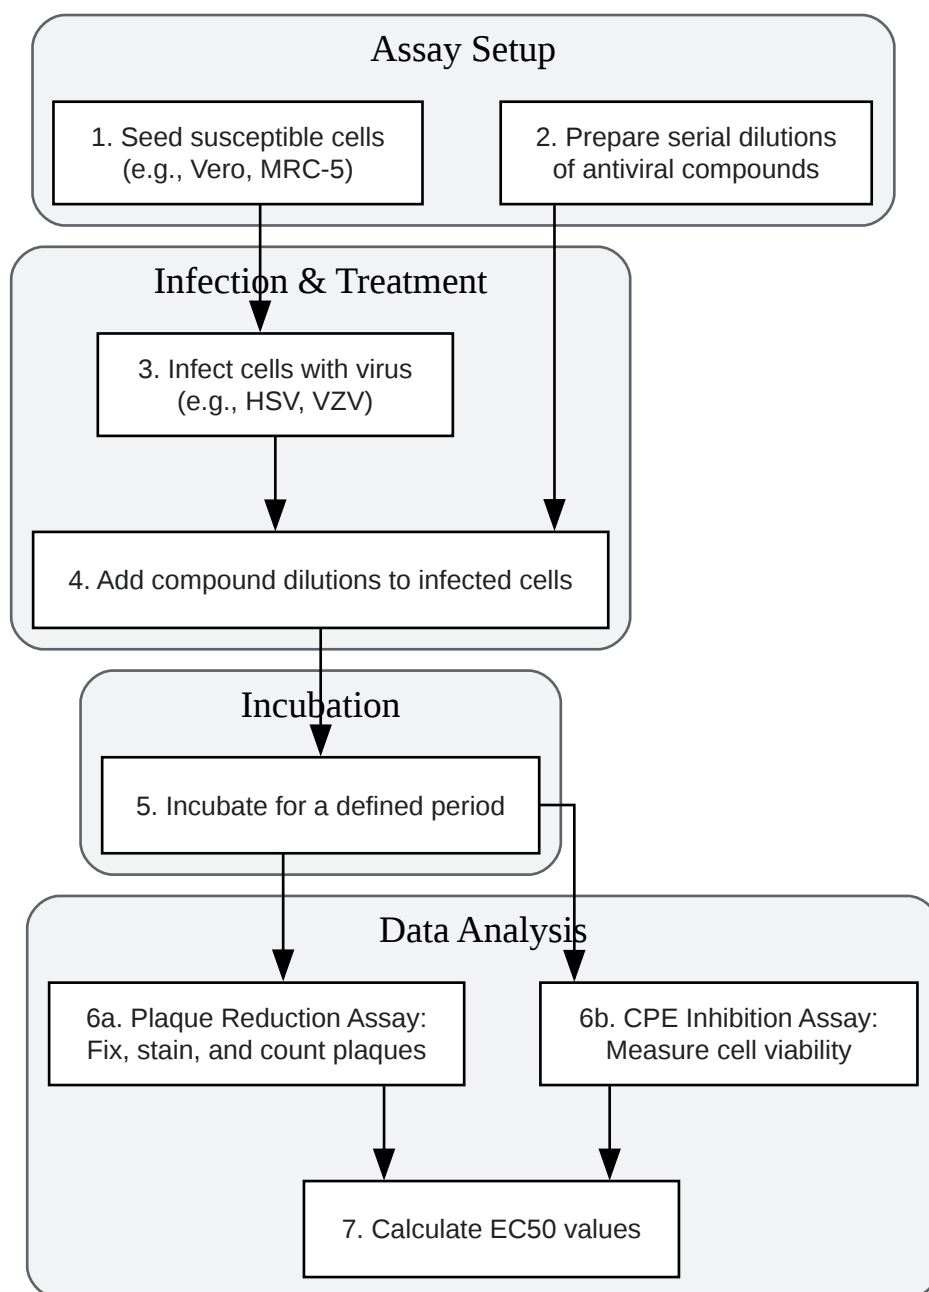 Assay Setup
1. Seed susceptible cells
(e.g., Vero, MRC-5)
2. Prepare serial dilutions
of antiviral compounds
Infection & Treatment
3. Infect cells with virus
(e.g., HSV, VZV)
4. Add compound dilutions to infected cells
Incubation
5. Incubate for a defined period
Data Analysis
6a. Plaque Reduction Assay:
Fix, stain, and count plaques
6b. CPE Inhibition Assay:
Measure cell viability
7. Calculate EC50 values